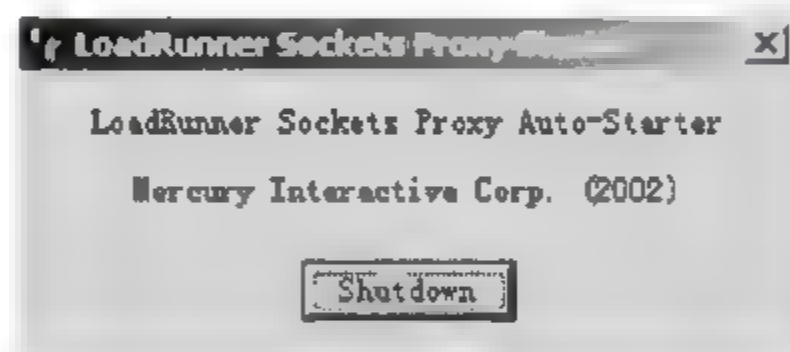 LoadRunner Sockets Proxy
LoadRunner Sockets Proxy Auto-Starter
Mercury Interactive Corp. (2002)
Shutdown